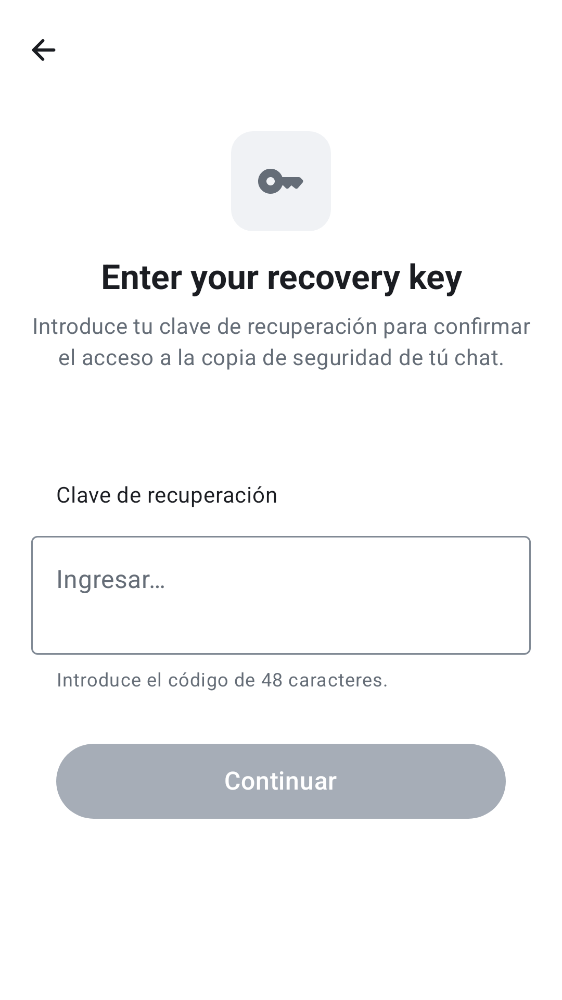 Enter your recovery key
Introduce tu clave de recuperación para confirmar
el acceso a la copia de seguridad de tú chat.
Clave de recuperación
Ingresar…
Introduce el código de 48 caracteres.
Continuar